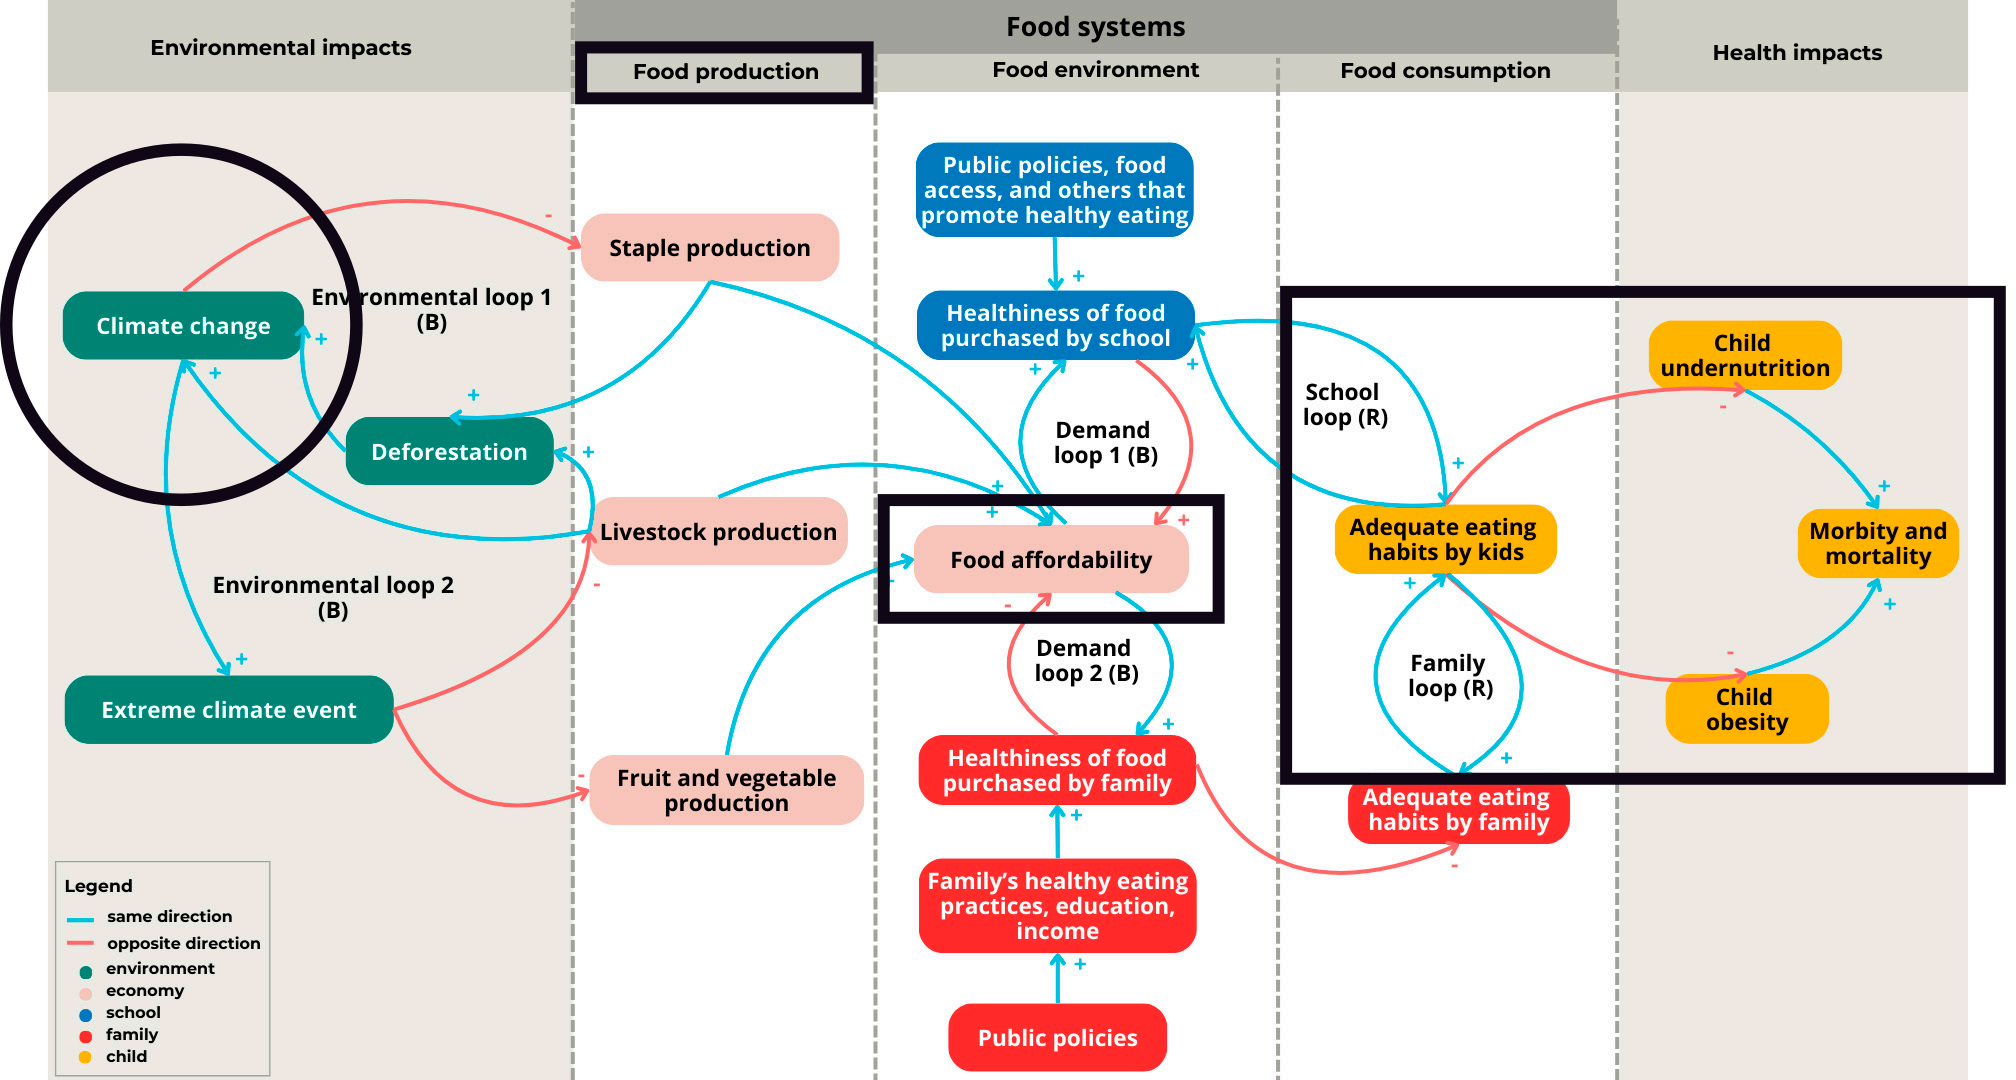 Food systems
Environmental impacts
Food production
Food environment
Food consumption
Health impacts
Public policies, food
access, and others that
promote healthy eating
-
Staple production
+
Environmental loop 1
(B)
Climate change
+
Healthiness of food
purchased by school
+
+
+
+
Deforestation
+
Demand
loop 1 (B)
School
loop (R)
+
Child
undernutrition
-
+
Livestock production
+
+
+
Food affordability
-
-
Adequate eating
habits by kids
+
Morbity and
mortality
+
Environmental loop 2
(B)
-
+
Extreme climate event
Demand
loop 2 (B)
+
Family
loop (R)
+
-
Child
obesity
-
Fruit and vegetable
production
Healthiness of food
purchased by family
+
Adequate eating
habits by family
-
Family’s healthy eating
practices, education,
income
+
Public policies
Legend
same direction
opposite direction
environment
economy
school
family
child